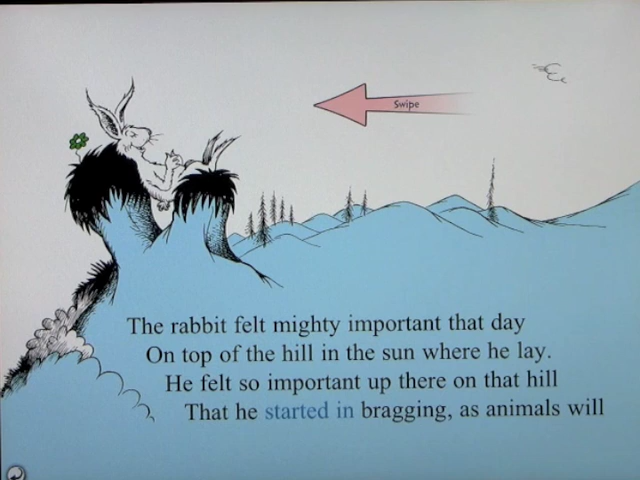 Swipe
The rabbit felt mighty important that day
On top of the hill in the sun where he lay.
He felt so important up there on that hill
That he started in bragging, as animals will